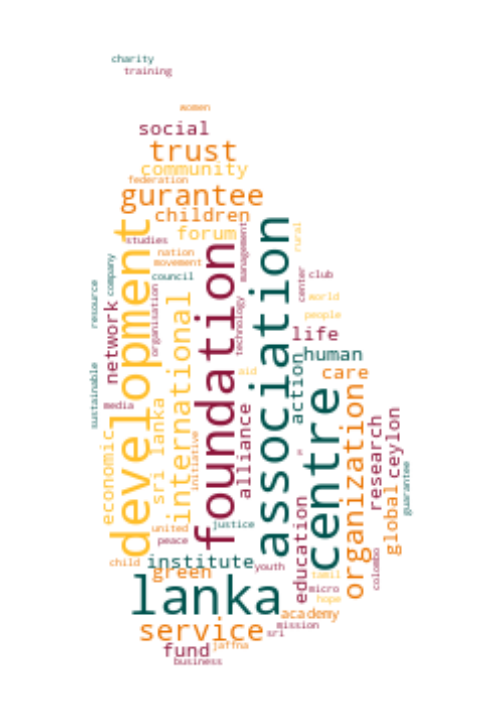 charity
training
women
social
trust
community
federation
gurantee
children
forum
studies
development
foundation
association
management
rural
nation
movement
council
company
resource
network
organisation
international
technology
center
club
world
people
life
human
care
action
aid
sustainable
media
economic
sri lanka
initiative
alliance
centre
organization
research
ceylon
global
guarantee
colombo
education
united
justice
peace
child
institute
green
youth
tamil
micro
hope
lanka
academy
mission
service
sri
fund
jaffna
business